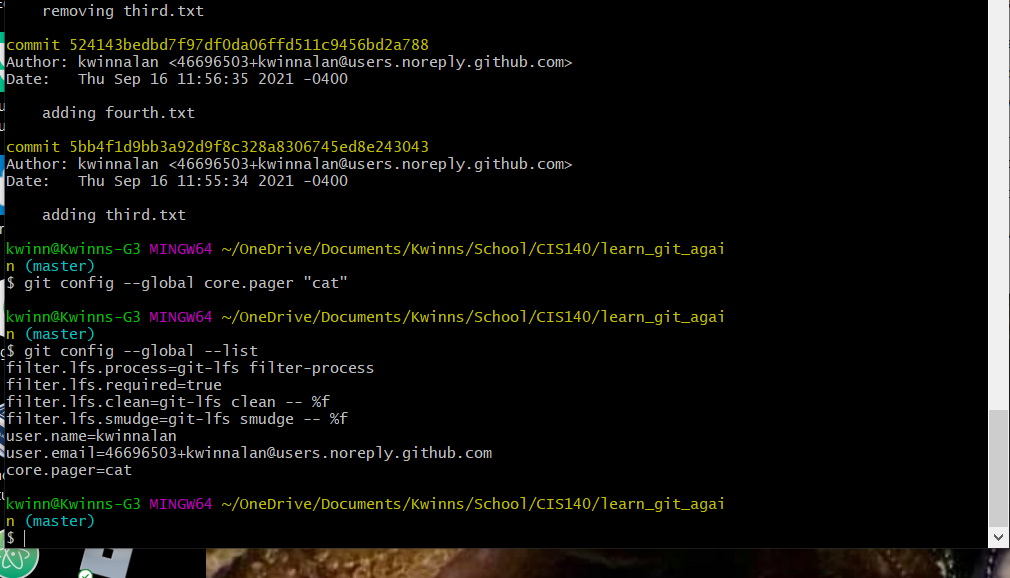 removing third.txt

commit 524143bedbd7f97df0da06ffd511c9456bd2a788
Author: kwinnalan <46696503+kwinnalan@users.noreply.github.com>
Date:   Thu Sep 16 11:56:35 2021 -0400

    adding fourth.txt

commit 5bb4f1d9bb3a92d9f8c328a8306745ed8e243043
Author: kwinnalan <46696503+kwinnalan@users.noreply.github.com>
Date:   Thu Sep 16 11:55:34 2021 -0400

    adding third.txt

kwinn@Kwinns-G3 MINGW64 ~/OneDrive/Documents/Kwinns/School/CIS140/learn_git_agai
n (master)
$ git config --global core.pager "cat"

kwinn@Kwinns-G3 MINGW64 ~/OneDrive/Documents/Kwinns/School/CIS140/learn_git_agai
n (master)
$ git config --global --list
filter.lfs.process=git-lfs filter-process
filter.lfs.required=true
filter.lfs.clean=git-lfs clean -- %f
filter.lfs.smudge=git-lfs smudge -- %f
user.name=kwinnalan
user.email=46696503+kwinnalan@users.noreply.github.com
core.pager=cat

kwinn@Kwinns-G3 MINGW64 ~/OneDrive/Documents/Kwinns/School/CIS140/learn_git_agai
n (master)
$